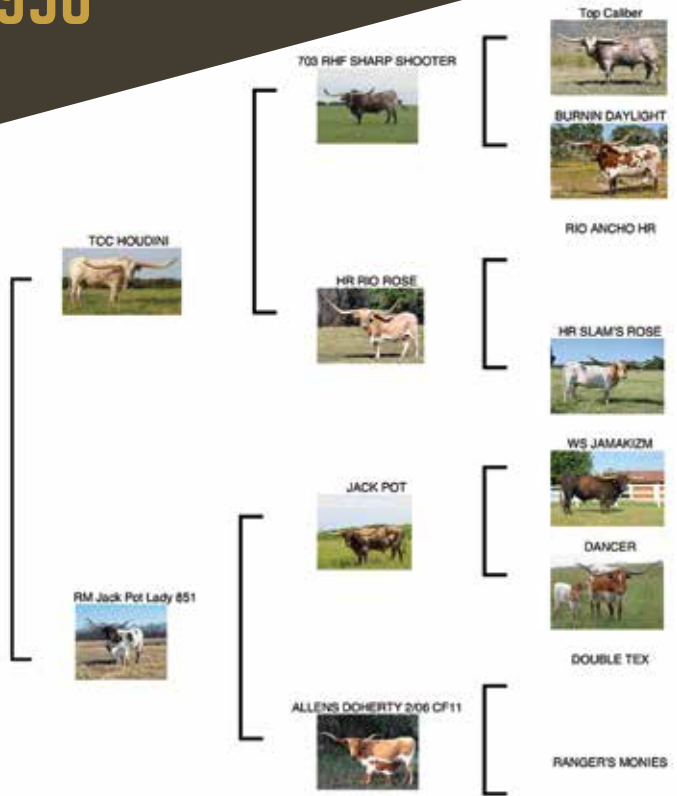 Top Caliber
703 RHF SHARP SHOOTER
BURNIN DAYLIGHT
RIO ANCHO HR
TCC HOUDINI
HR RIO ROSE
HR SLAM'S ROSE
WS JAMAKIZM
JACK POT
DANCER
RM Jack Pot Lady 851
DOUBLE TEX
ALLENS DOHERTY 2/06 CF11
RANGER'S MONIES